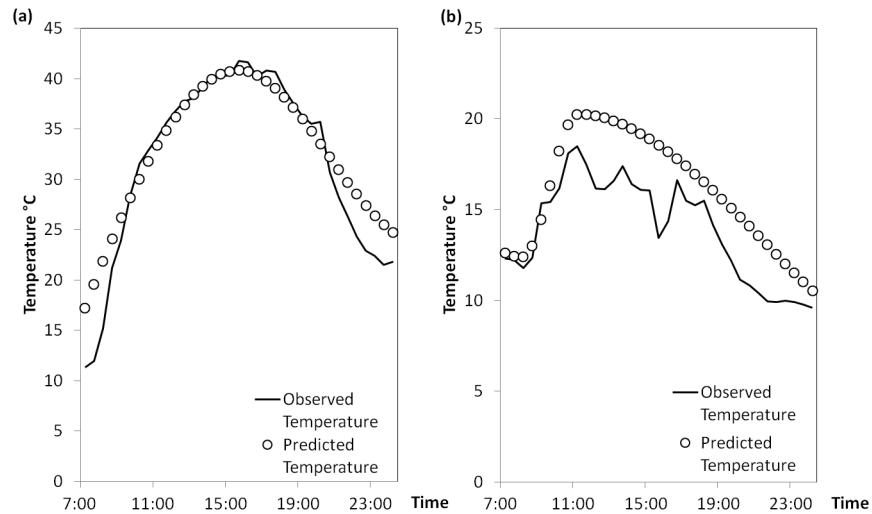 (a)
45
40
35
30
25
20
15
10
5
0
Temperature °C
7:00 11:00 15:00 19:00 23:00 Time
Observed
Temperature
Predicted
Temperature
(b)
25
20
15
10
5
0
Temperature °C
7:00 11:00 15:00 19:00 23:00 Time
Observed
Temperature
Predicted
Temperature